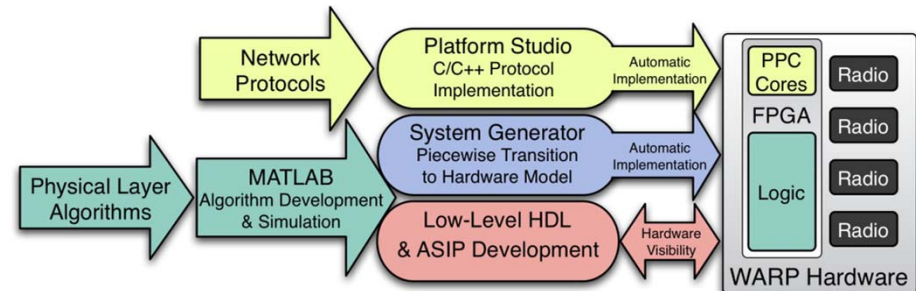 Network
Protocols
Platform Studio
C/C++ Protocol
Implementation
Automatic
Implementation
PPC
Cores
FPGA
Logic
Radio
Radio
Radio
Radio
WARP Hardware
Physical Layer
Algorithms
MATLAB
Algorithm Development
& Simulation
System Generator
Piecewise Transition
to Hardware Model
Automatic
Implementation
Low-Level HDL
& ASIP Development
Hardware
Visibility